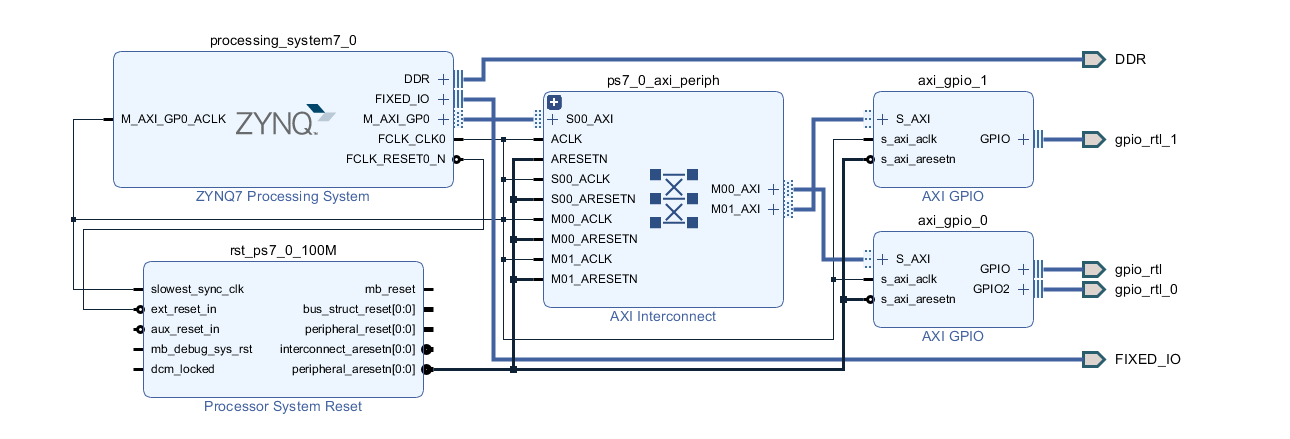 processing_system7_0
DDR
FIXED_IO
M_AXI_GP0_ACLK
ZYNQ
M_AXI_GP0
FCLK_CLK0
FCLK_RESET0_N
ZYNQ7 Processing System
rst_ps7_0_100M
slowest_sync_clk
mb_reset
ext_reset_in
bus_struct_reset[0:0]
aux_reset_in
peripheral_reset[0:0]
mb_debug_sys_rst
interconnect_aresetn[0:0]
dcm_locked
peripheral_aresetn[0:0]
Processor System Reset
ps7_0_axi_periph
S00_AXI
ACLK
ARESETN
S00_ACLK
S00_ARESETN
M00_ACLK
M00_ARESETN
M01_ACLK
M01_ARESETN
M00_AXI
M01_AXI
AXI Interconnect
axi_gpio_1
S_AXI
s_axi_aclk
GPIO
s_axi_aresetn
AXI GPIO
axi_gpio_0
S_AXI
GPIO
s_axi_aclk
GPIO2
s_axi_aresetn
AXI GPIO
DDR
gpio_rtl_1
gpio_rtl
gpio_rtl_0
FIXED_IO